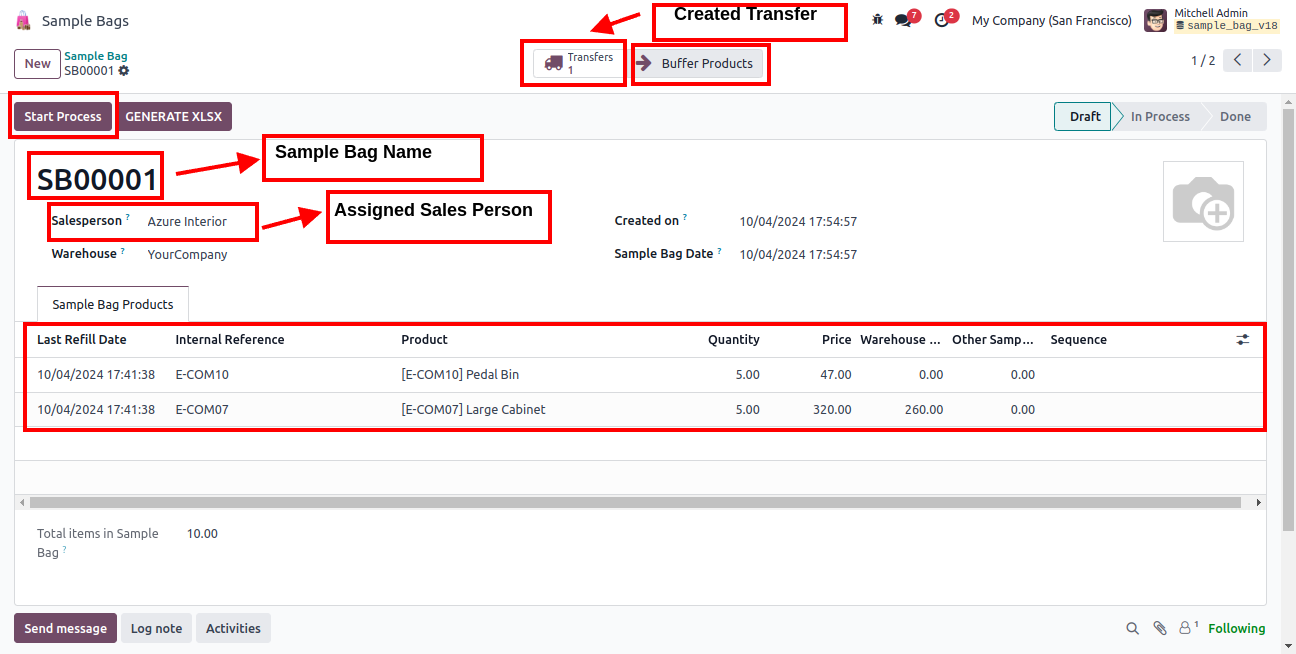 Sample Bags
Created Transfer
7
2
My Company (San Francisco)
Mitchell Admin
sample_bag_v18
New
Sample Bag
SB00001
Transfers
1
Buffer Products
1 / 2
Start Process
GENERATE XLSX
Draft
In Process
Done
Sample Bag Name
SB00001
Assigned Sales Person
Salesperson ? Azure Interior
Created on ? 10/04/2024 17:54:57
Warehouse ? YourCompany
Sample Bag Date ? 10/04/2024 17:54:57
Sample Bag Products
Last Refill Date Internal Reference Product Quantity Price Warehouse ... Other Samp... Sequence
10/04/2024 17:41:38 E-COM10 [E-COM10] Pedal Bin 5.00 47.00 0.00 0.00
10/04/2024 17:41:38 E-COM07 [E-COM07] Large Cabinet 5.00 320.00 260.00 0.00
Total items in Sample 10.00
Bag ?
Send message
Log note
Activities
1
Following